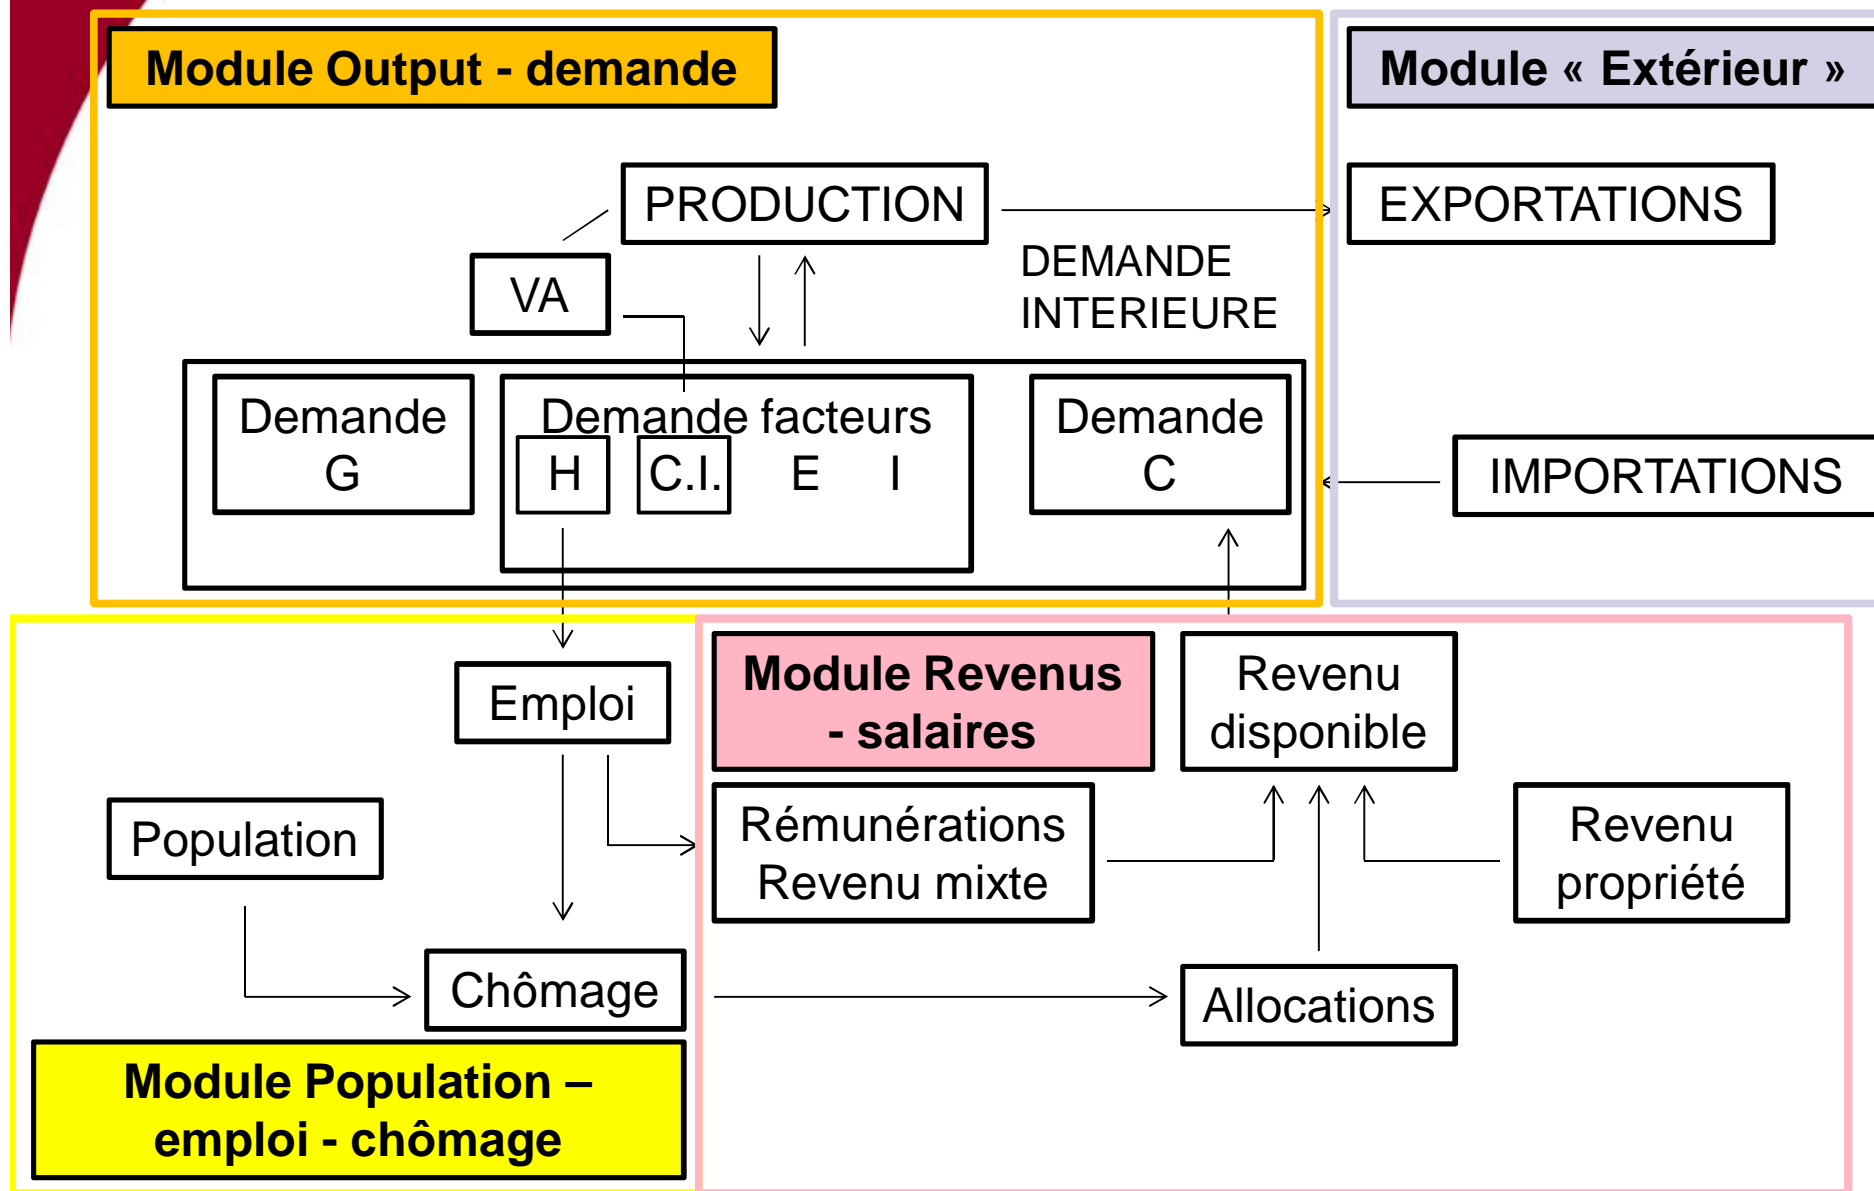 Module Output - demande
Module « Extérieur »
PRODUCTION
EXPORTATIONS
VA
DEMANDE
INTERIEURE
Demande
G
Demande facteurs
H C.I. E I
Demande
C
IMPORTATIONS
Emploi
Module Revenus
- salaires
Revenu
disponible
Population
Rémunérations
Revenu mixte
Revenu
propriété
Chômage
Allocations
Module Population –
emploi - chômage